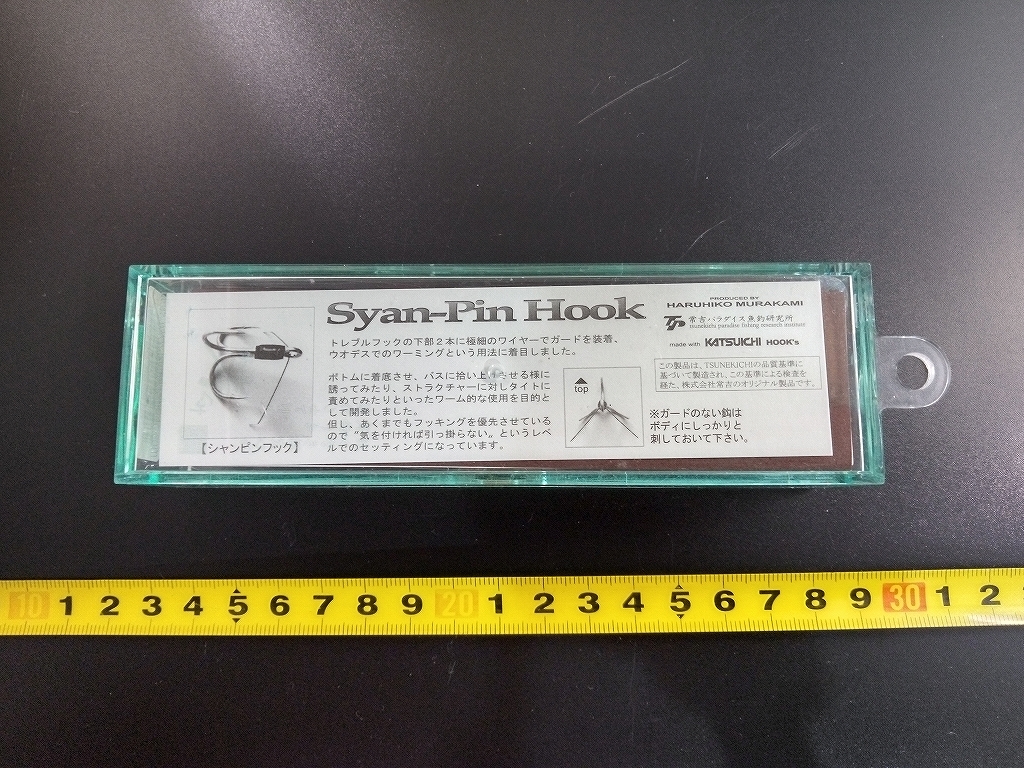 Syan-Pin Hook
トレブルフックの下部2本に極細のワイヤーでガードを装着、
ウオデスでのワーミングという用法に着目しました。
ボトムに着底させ、バスに拾い上げさせる様に
誘ってみたり、ストラクチャーに対しタイトに
責めてみたりといったワーム的な使用を目的と
して開発しました。
但し、あくまでもフッキングを優先させている
ので“気を付ければ引っ掛らない。というレベ
ルでのセッティングになっています。
【シャンピンフック】
top
PRODUCED BY
HARUHIKO MURAKAMI
TP 常吉パラダイス魚釣研究所
tsunekichi paradise fishing research institute
made with KATSUICHI HOOK's
この製品は、TSUNEKICHIの品質基準に
基づいて製造され、この基準による検査を
経た、株式会社常吉のオリジナル製品です。
※ガードのない鈎は
ボディにしっかりと
刺しておいて下さい。
10 1 2 3 4 5 6 7 8 9 20 1 2 3 4 5 6 7 8 9 30 1 2